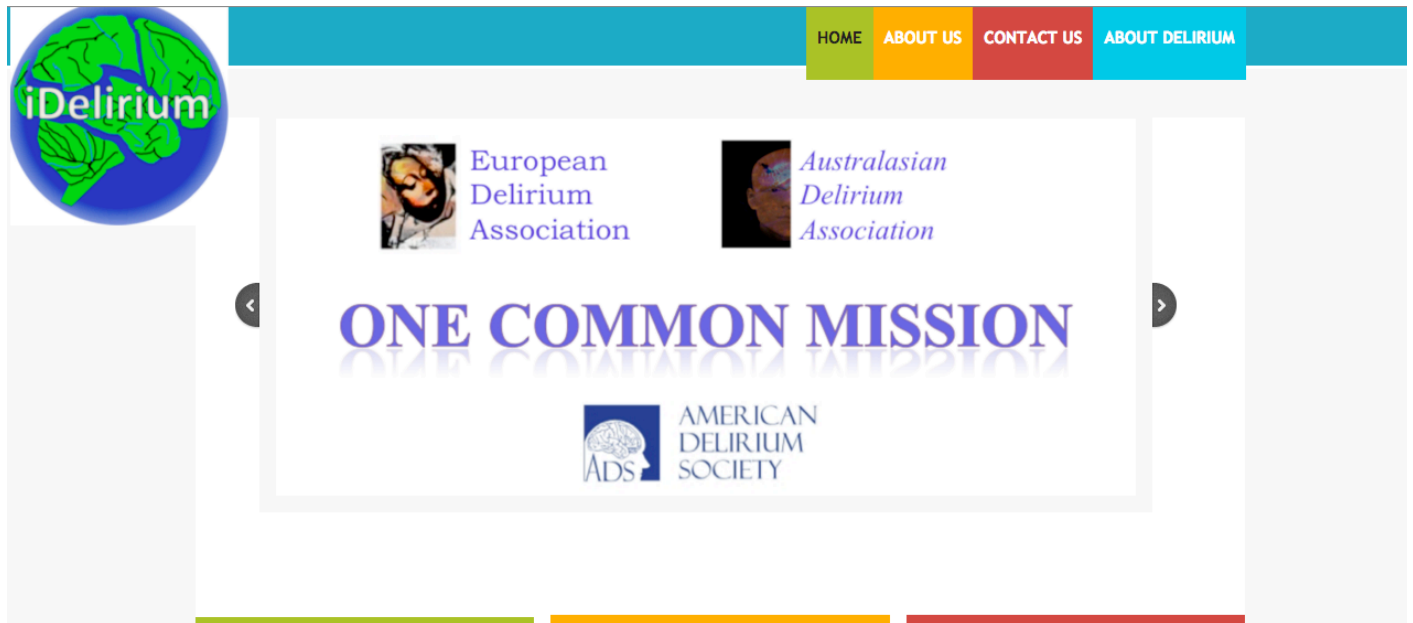 HOME ABOUT US CONTACT US ABOUT DELIRIUM
iDelirium
European
Delirium
Association
Australasian
Delirium
Association
ONE COMMON MISSION
ADS
AMERICAN
DELIRIUM
SOCIETY